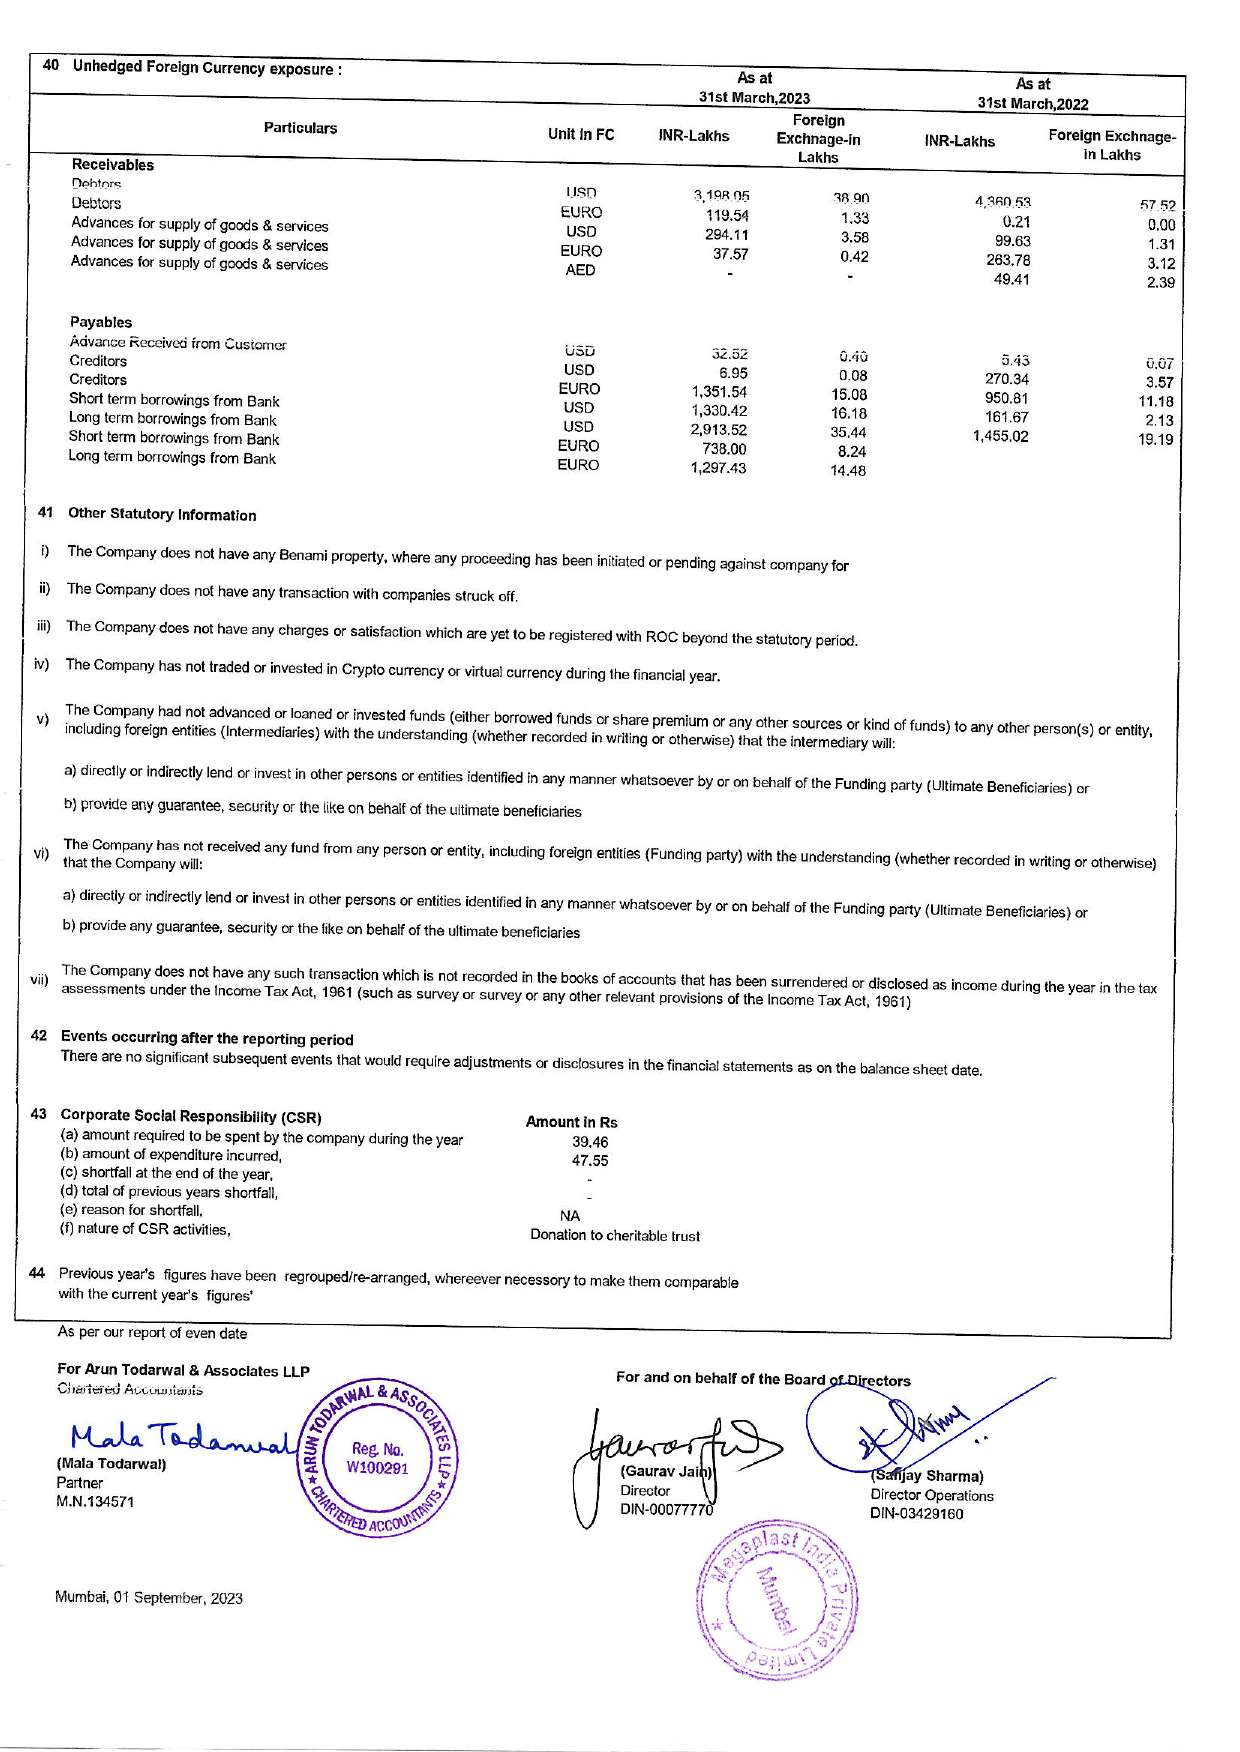 40 Unhedged Foreign Currency exposure :
As at 31st March,2023 As at 31st March,2022
Particulars Unit in FC INR-Lakhs Foreign Exchnage-in Lakhs INR-Lakhs Foreign Exchnage-in Lakhs
Receivables
Debtors USD 3,198.05 38.90 4,360.53 57.52
Debtors EURO 119.54 1.33 0.21 0.00
Advances for supply of goods & services USD 294.11 3.58 99.63 1.31
Advances for supply of goods & services EURO 37.57 0.42 263.78 3.12
Advances for supply of goods & services AED - - 49.41 2.39
Payables
Advance Received from Customer USD 32.52 0.40 5.43 0.07
Creditors USD 6.95 0.08 270.34 3.57
Creditors EURO 1,351.54 15.08 950.81 11.18
Short term borrowings from Bank USD 1,330.42 16.18 161.67 2.13
Long term borrowings from Bank USD 2,913.52 35.44 1,455.02 19.19
Short term borrowings from Bank EURO 738.00 8.24
Long term borrowings from Bank EURO 1,297.43 14.48
41 Other Statutory Information
i) The Company does not have any Benami property, where any proceeding has been initiated or pending against company for
ii) The Company does not have any transaction with companies struck off.
iii) The Company does not have any charges or satisfaction which are yet to be registered with ROC beyond the statutory period.
iv) The Company has not traded or invested in Crypto currency or virtual currency during the financial year.
v) The Company had not advanced or loaned or invested funds (either borrowed funds or share premium or any other sources or kind of funds) to any other person(s) or entity,
including foreign entities (Intermediaries) with the understanding (whether recorded in writing or otherwise) that the intermediary will:
a) directly or indirectly lend or invest in other persons or entities identified in any manner whatsoever by or on behalf of the Funding party (Ultimate Beneficiaries) or
b) provide any guarantee, security or the like on behalf of the ultimate beneficiaries
vi) The Company has not received any fund from any person or entity, including foreign entities (Funding party) with the understanding (whether recorded in writing or otherwise)
that the Company will:
a) directly or indirectly lend or invest in other persons or entities identified in any manner whatsoever by or on behalf of the Funding party (Ultimate Beneficiaries) or
b) provide any guarantee, security or the like on behalf of the ultimate beneficiaries
vii) The Company does not have any such transaction which is not recorded in the books of accounts that has been surrendered or disclosed as income during the year in the tax
assessments under the Income Tax Act, 1961 (such as survey or survey or any other relevant provisions of the Income Tax Act, 1961)
42 Events occurring after the reporting period
There are no significant subsequent events that would require adjustments or disclosures in the financial statements as on the balance sheet date.
43 Corporate Social Responsibility (CSR) Amount in Rs
(a) amount required to be spent by the company during the year 39.46
(b) amount of expenditure incurred, 47.55
(c) shortfall at the end of the year, -
(d) total of previous years shortfall, -
(e) reason for shortfall, NA
(f) nature of CSR activities, Donation to cheritable trust
44 Previous year's figures have been regrouped/re-arranged, whereever necessory to make them comparable
with the current year's figures'
As per our report of even date
For Arun Todarwal & Associates LLP
Chartered Accountants
Mala Todarwal
(Mala Todarwal)
Partner
M.N.134571
ARUN TODARWAL & ASSOCIATES LLP
CHARTERED ACCOUNTANTS
Reg. No.
W100291
For and on behalf of the Board of Directors
(Gaurav Jain)
Director
DIN-00077770
(Sanjay Sharma)
Director Operations
DIN-03429160
Megaplast India Private Limited
Mumbai
Mumbai, 01 September, 2023